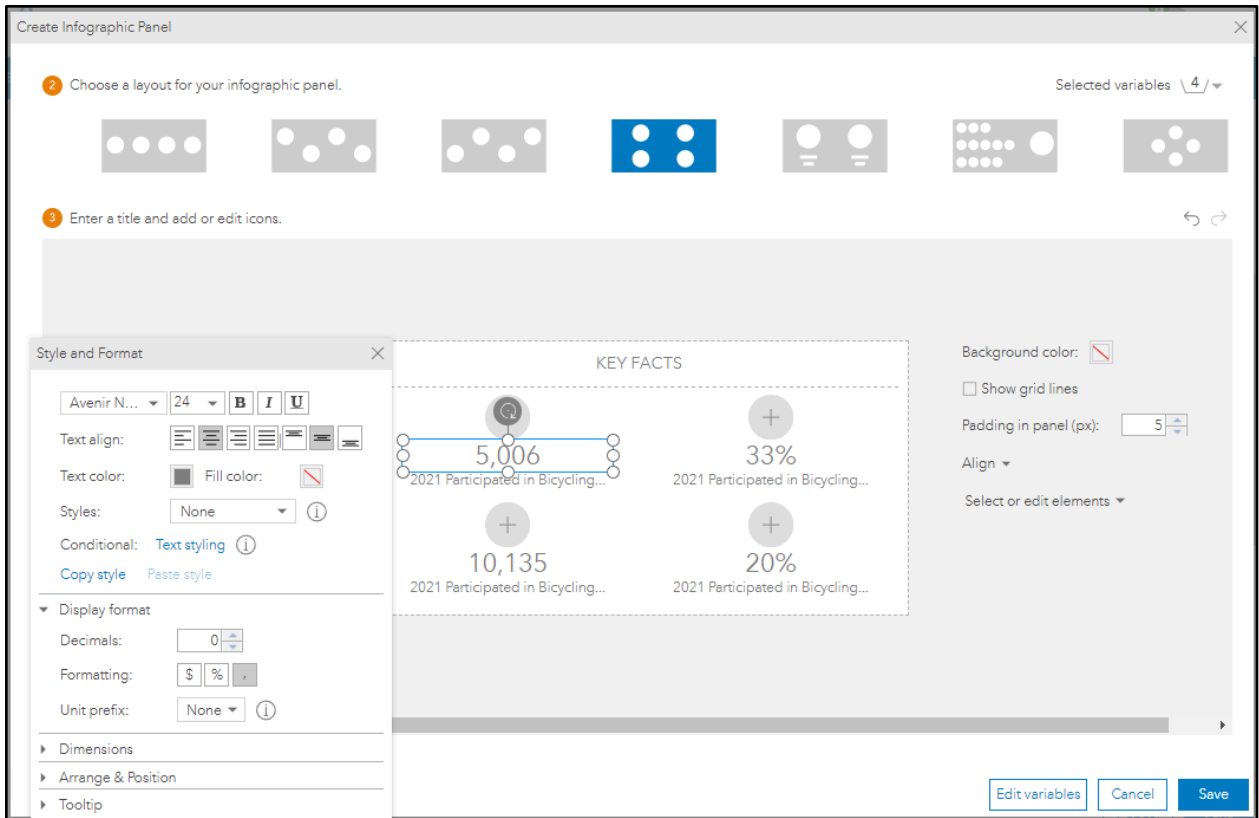 Create Infographic Panel
2 Choose a layout for your infographic panel.
Selected variables 4
3 Enter a title and add or edit icons.
Style and Format
Avenir N... 24 B I U
Text align:
Text color: Fill color:
Styles: None
Conditional: Text styling
Copy style Paste style
Display format
Decimals: 0
Formatting: $ % ,
Unit prefix: None
Dimensions
Arrange & Position
Tooltip
KEY FACTS
5,006
2021 Participated in Bicycling...
33%
2021 Participated in Bicycling...
10,135
2021 Participated in Bicycling...
20%
2021 Participated in Bicycling...
Background color:
Show grid lines
Padding in panel (px): 5
Align
Select or edit elements
Edit variables Cancel Save